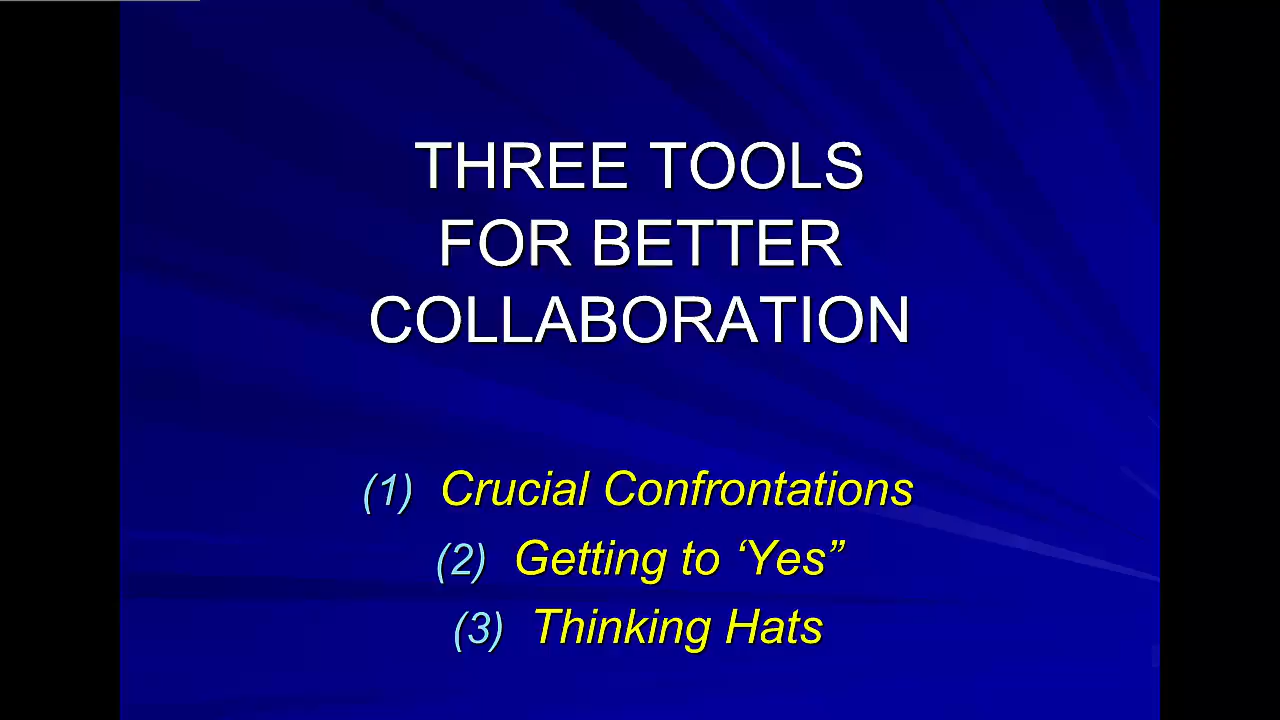 THREE TOOLS
FOR BETTER
COLLABORATION
(1) Crucial Confrontations
(2) Getting to ‘Yes”
(3) Thinking Hats